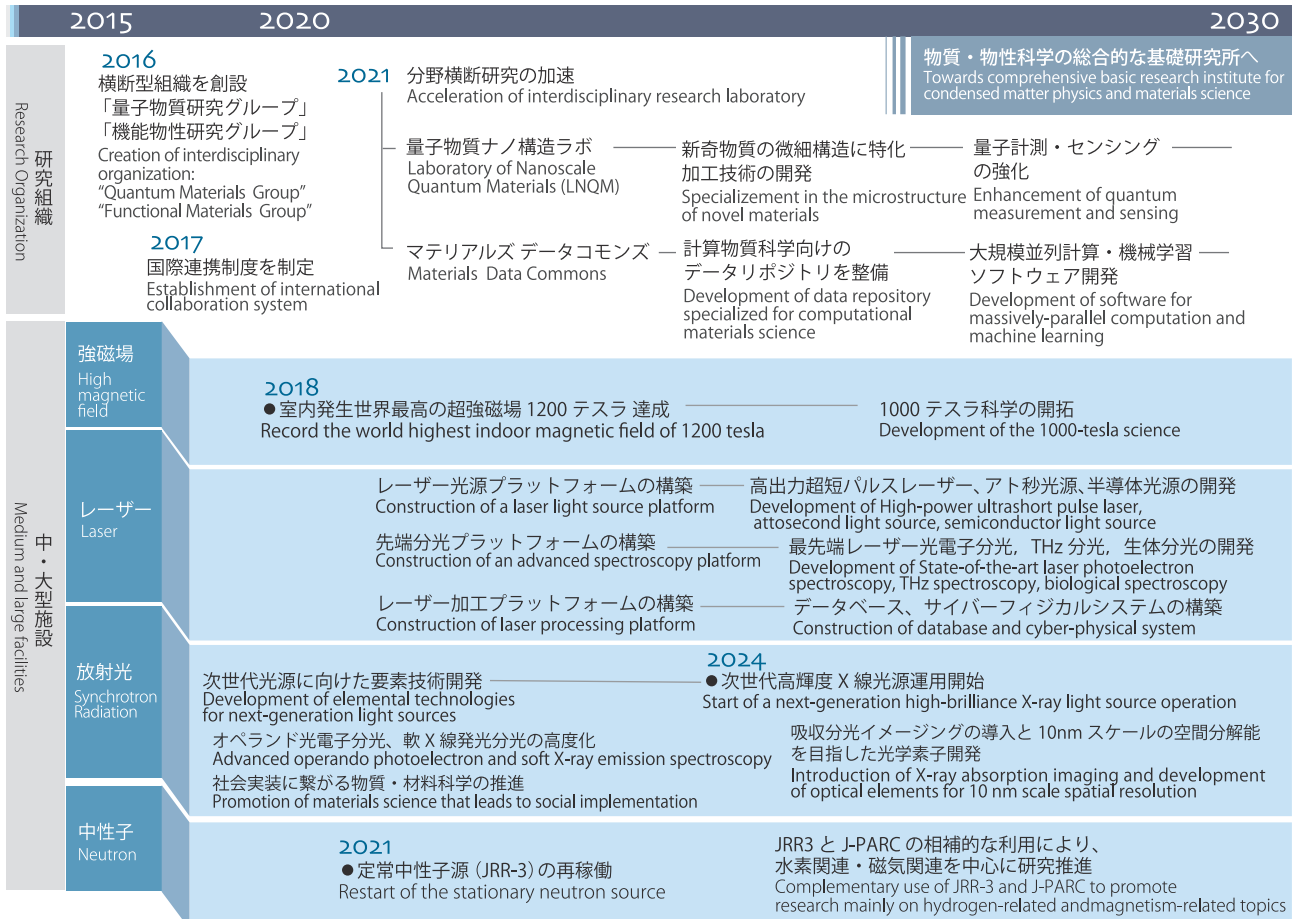 2015
2020
2030
研究組織
Research Organization
2016
横断型組織を創設
「量子物質研究グループ」
「機能物性研究グループ」
Creation of interdisciplinary
organization:
“Quantum Materials Group”
“Functional Materials Group”
2017
国際連携制度を制定
Establishment of international
collaboration system
2021
分野横断研究の加速
Acceleration of interdisciplinary research laboratory
物質・物性科学の総合的な基礎研究所へ
Towards comprehensive basic research institute for
condensed matter physics and materials science
量子物質ナノ構造ラボ
Laboratory of Nanoscale
Quantum Materials (LNQM)
新奇物質の微細構造に特化
加工技術の開発
Specializement in the microstructure
of novel materials
量子計測・センシング
の強化
Enhancement of quantum
measurement and sensing
マテリアルズ データコモンズ
Materials Data Commons
計算物質科学向けの
データリポジトリを整備
Development of data repository
specialized for computational
materials science
大規模並列計算・機械学習
ソフトウェア開発
Development of software for
massively-parallel computation and
machine learning
中・大型施設
Medium and large facilities
強磁場
High
magnetic
field
2018
●室内発生世界最高の超強磁場 1200 テスラ 達成
Record the world highest indoor magnetic field of 1200 tesla
1000 テスラ科学の開拓
Development of the 1000-tesla science
レーザー
Laser
レーザー光源プラットフォームの構築
Construction of a laser light source platform
高出力超短パルスレーザー、アト秒光源、半導体光源の開発
Development of High-power ultrashort pulse laser,
attosecond light source, semiconductor light source
先端分光プラットフォームの構築
Construction of an advanced spectroscopy platform
最先端レーザー光電子分光，THz 分光，生体分光の開発
Development of State-of-the-art laser photoelectron
spectroscopy, THz spectroscopy, biological spectroscopy
レーザー加工プラットフォームの構築
Construction of laser processing platform
データベース、サイバーフィジカルシステムの構築
Construction of database and cyber-physical system
放射光
Synchrotron
Radiation
次世代光源に向けた要素技術開発
Development of elemental technologies
for next-generation light sources
2024
●次世代高輝度 X 線光源運用開始
Start of a next-generation high-brilliance X-ray light source operation
オペランド光電子分光、軟 X 線発光分光の高度化
Advanced operando photoelectron and soft X-ray emission spectroscopy
社会実装に繋がる物質・材料科学の推進
Promotion of materials science that leads to social implementation
吸収分光イメージングの導入と 10nm スケールの空間分解能
を目指した光学素子開発
Introduction of X-ray absorption imaging and development
of optical elements for 10 nm scale spatial resolution
中性子
Neutron
2021
●定常中性子源（JRR-3）の再稼働
Restart of the stationary neutron source
JRR3 と J-PARC の相補的な利用により、
水素関連・磁気関連を中心に研究推進
Complementary use of JRR-3 and J-PARC to promote
research mainly on hydrogen-related andmagnetism-related topics